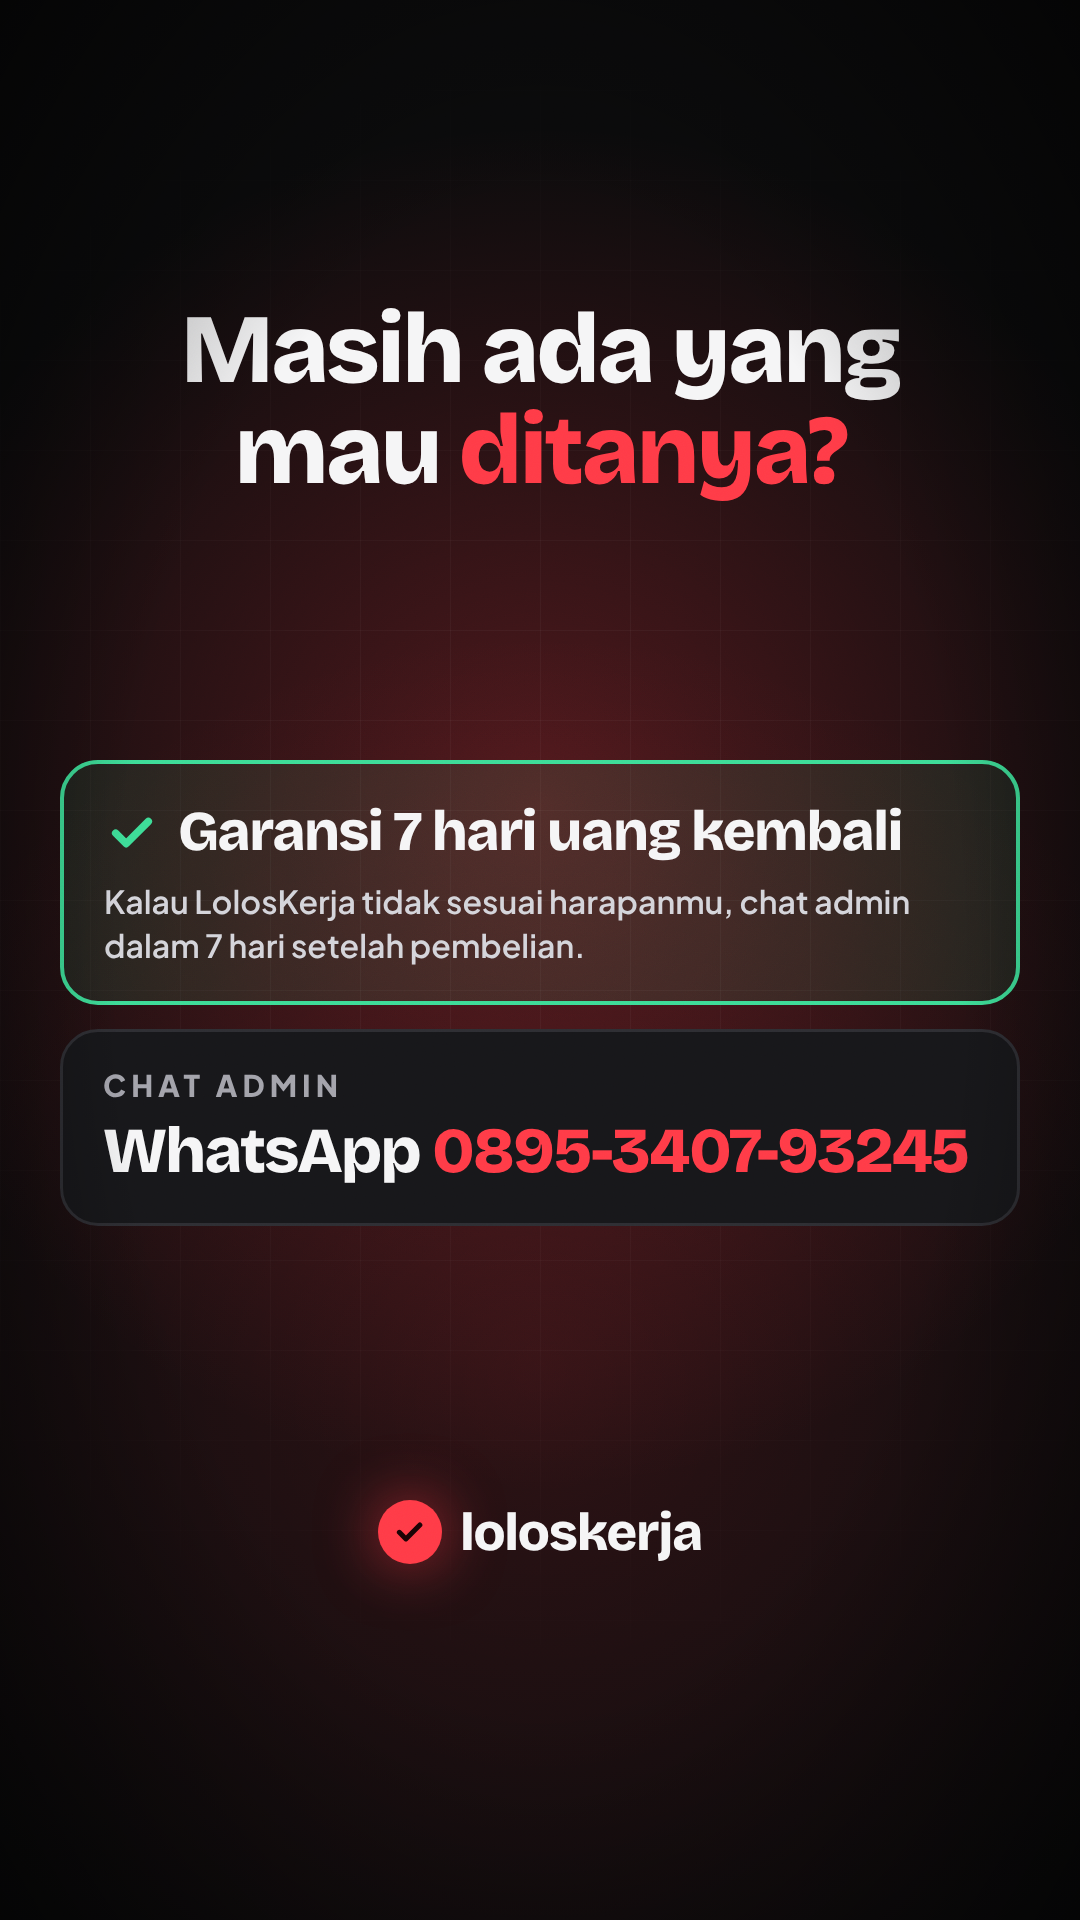 Masih ada yang
mau ditanya?
Garansi 7 hari uang kembali
Kalau LolosKerja tidak sesuai harapanmu, chat admin
dalam 7 hari setelah pembelian.
CHAT ADMIN
WhatsApp 0895-3407-93245
loloskerja